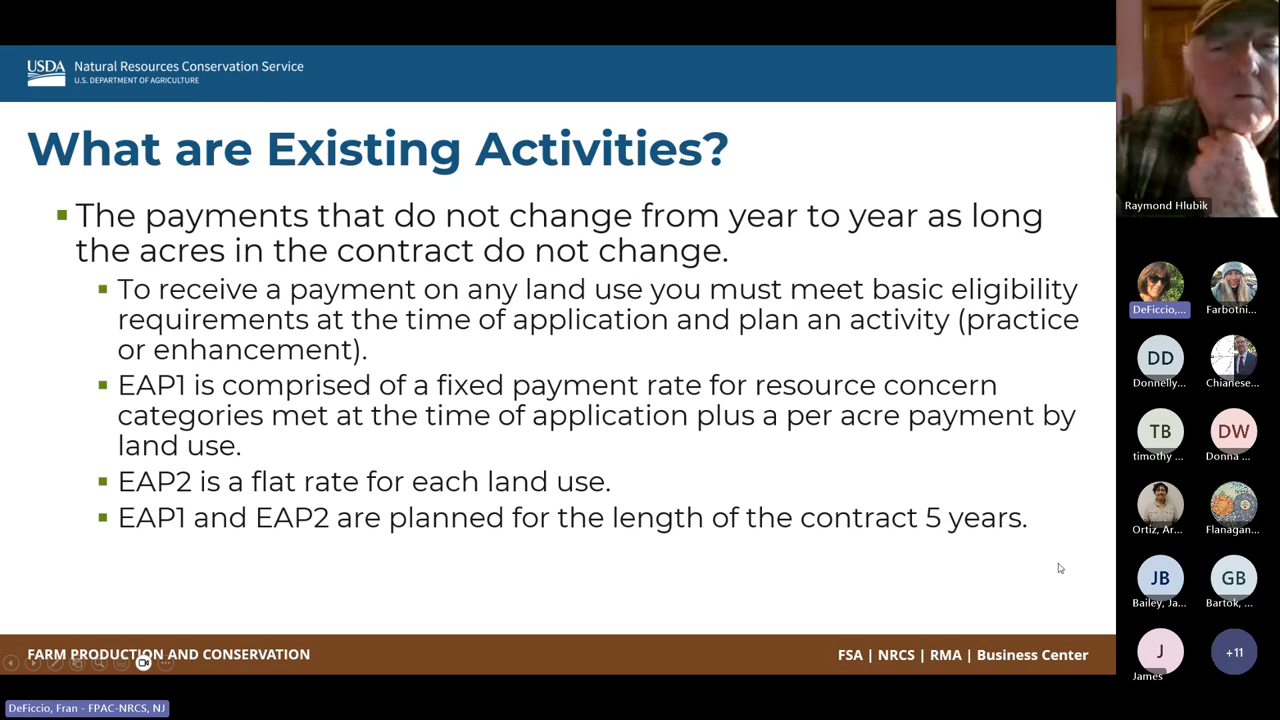 USDA Natural Resources Conservation Service
U.S. DEPARTMENT OF AGRICULTURE
What are Existing Activities?
The payments that do not change from year to year as long
the acres in the contract do not change.
To receive a payment on any land use you must meet basic eligibility
requirements at the time of application and plan an activity (practice
or enhancement).
EAP1 is comprised of a fixed payment rate for resource concern
categories met at the time of application plus a per acre payment by
land use.
EAP2 is a flat rate for each land use.
EAP1 and EAP2 are planned for the length of the contract 5 years.
FARM PRODUCTION AND CONSERVATION
FSA | NRCS | RMA | Business Center
DeFiccio, Fran - FPAC-NRCS, NJ
Raymond Hlubik
DeFiccio,...
Farbotni...
DD
Donnelly...
Chianese...
TB
timothy ...
DW
Donna ...
Ortiz, Ar...
Flanagan...
JB
Bailey, Ja...
GB
Bartok, ...
J
James
+11